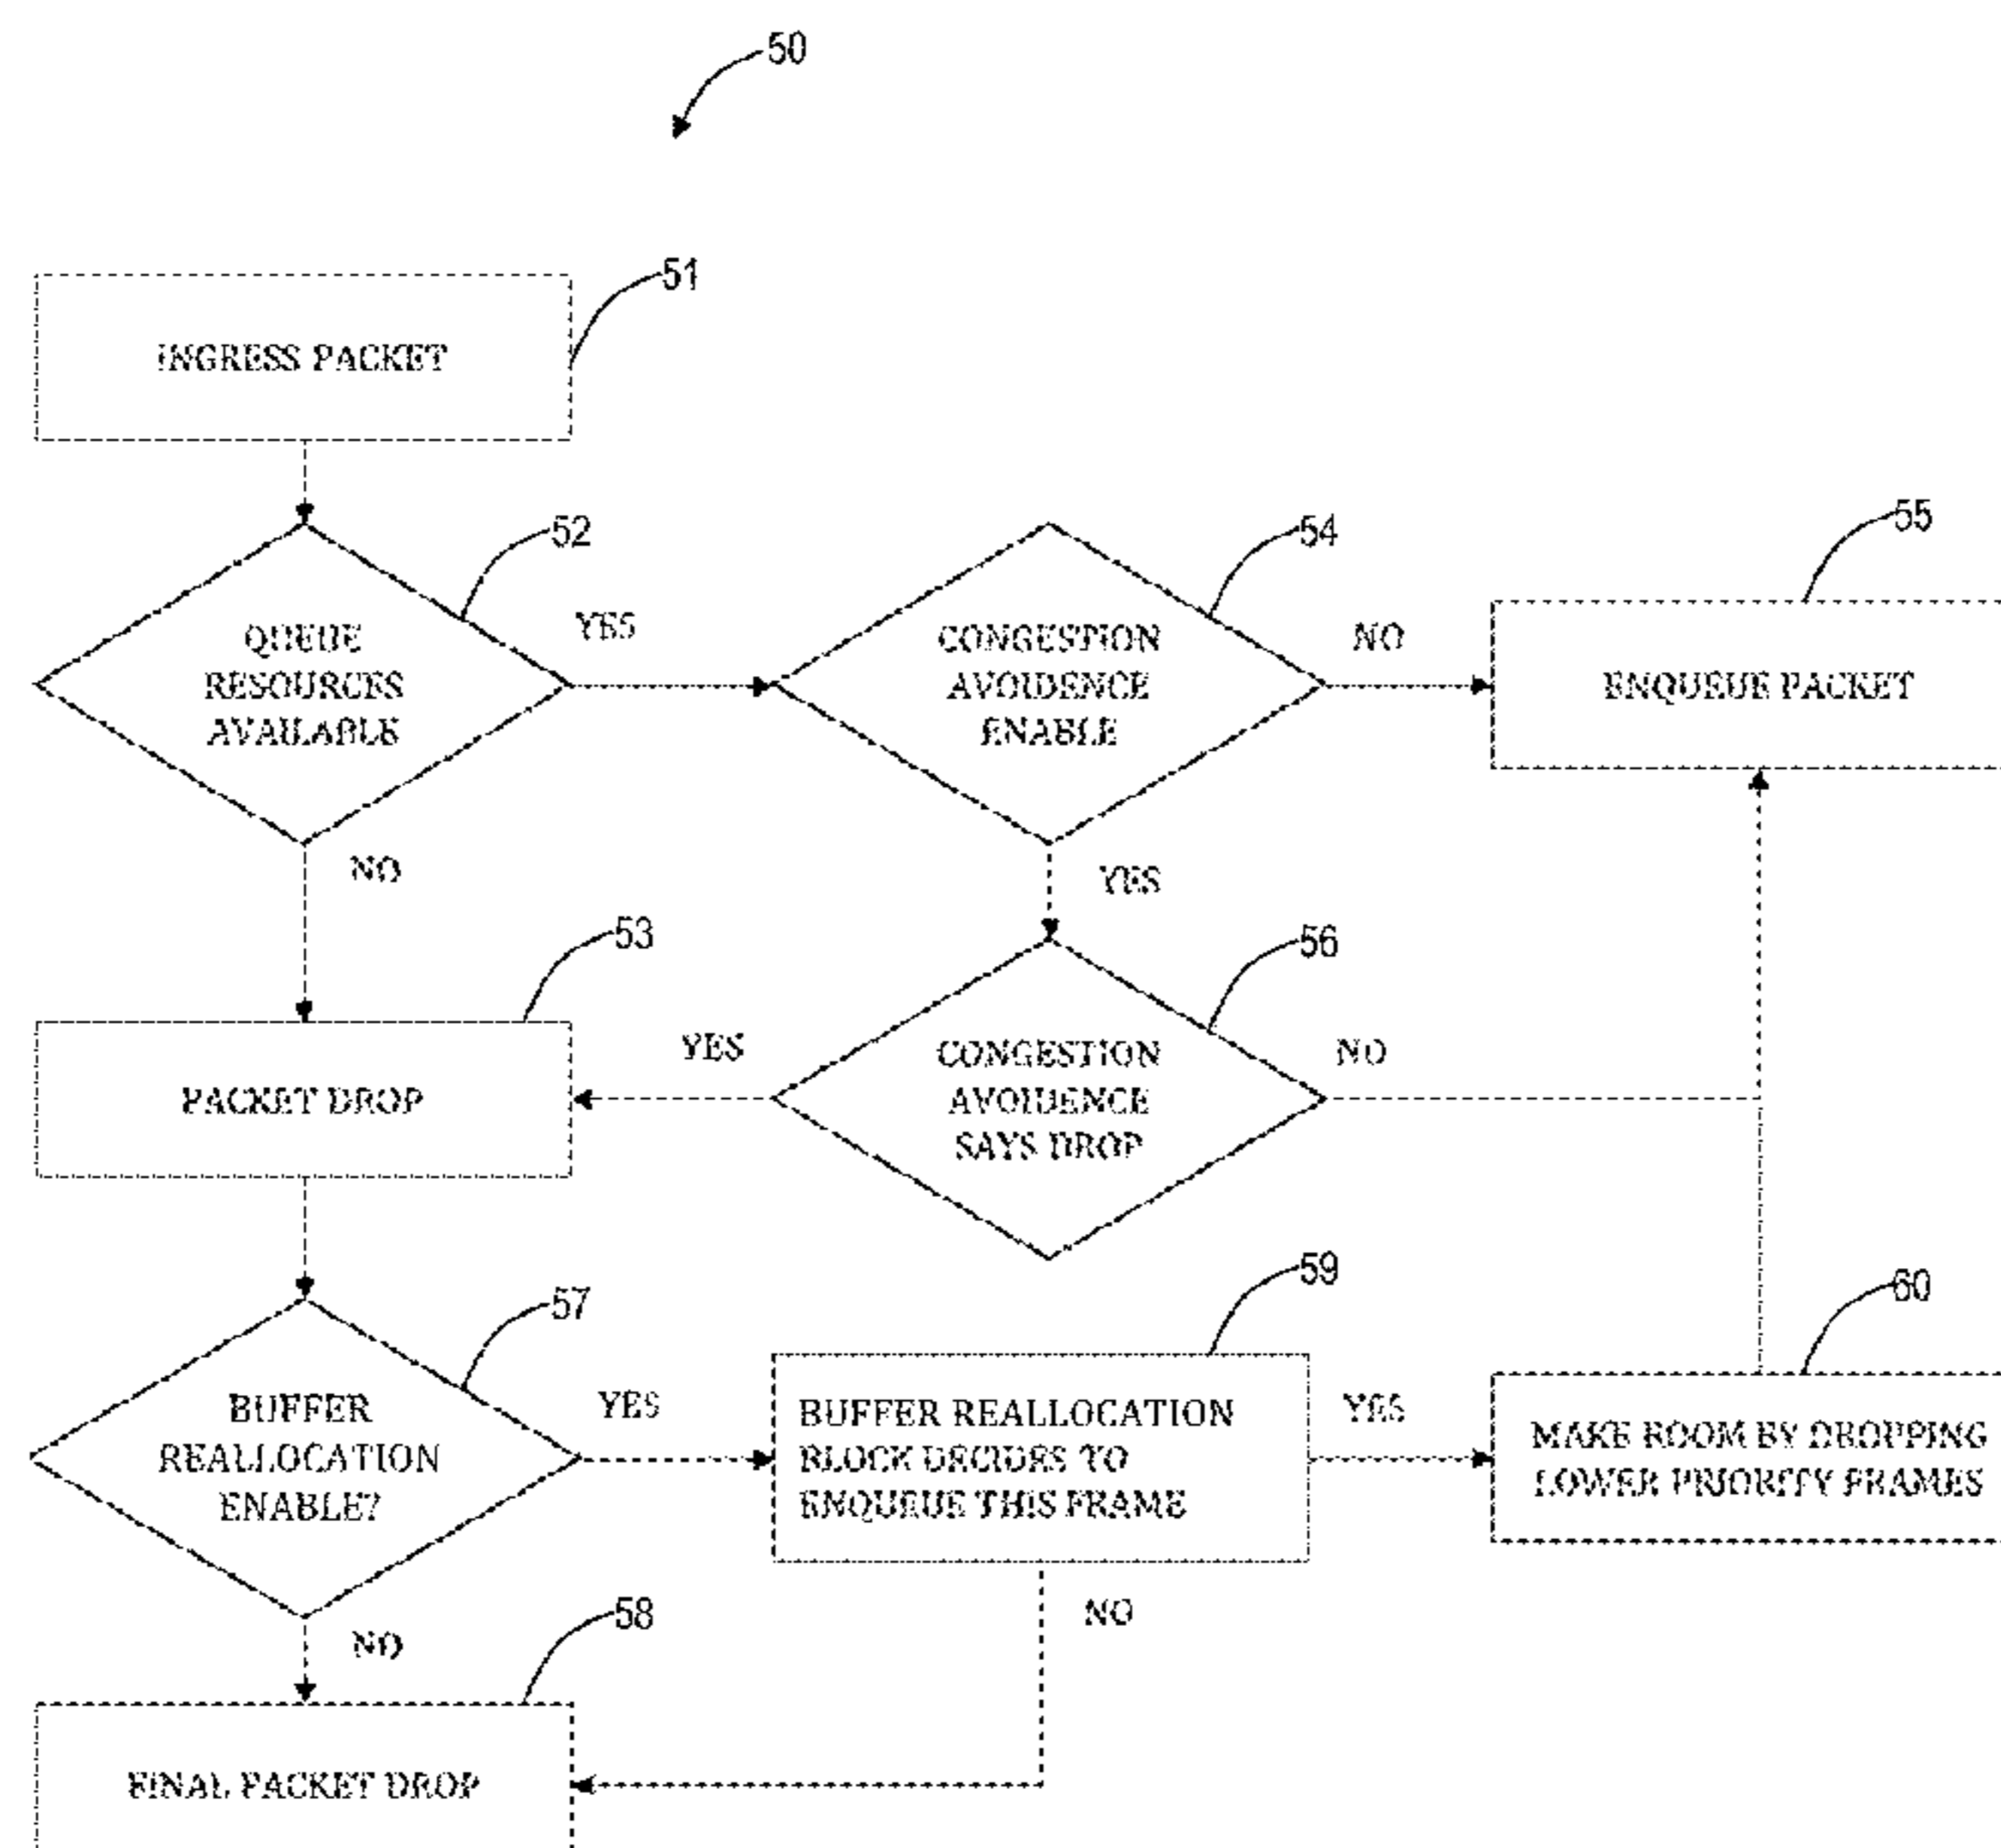 50
51
INGRESS PACKET
52
54
55
QUEUE
RESOURCES
AVAILABLE
YES
CONGESTION
AVOIDENCE
ENABLE
NO
ENQUEUE PACKET
NO
YES
53
56
PACKET DROP
YES
CONGESTION
AVOIDENCE
SAYS DROP
NO
57
59
60
BUFFER
REALLOCATION
ENABLE?
YES
BUFFER REALLOCATION
BLOCK DECIDES TO
ENQUEUE THIS FRAME
YES
MAKE ROOM BY DROPPING
LOWER PRIORITY FRAMES
NO
58
NO
FINAL PACKET DROP